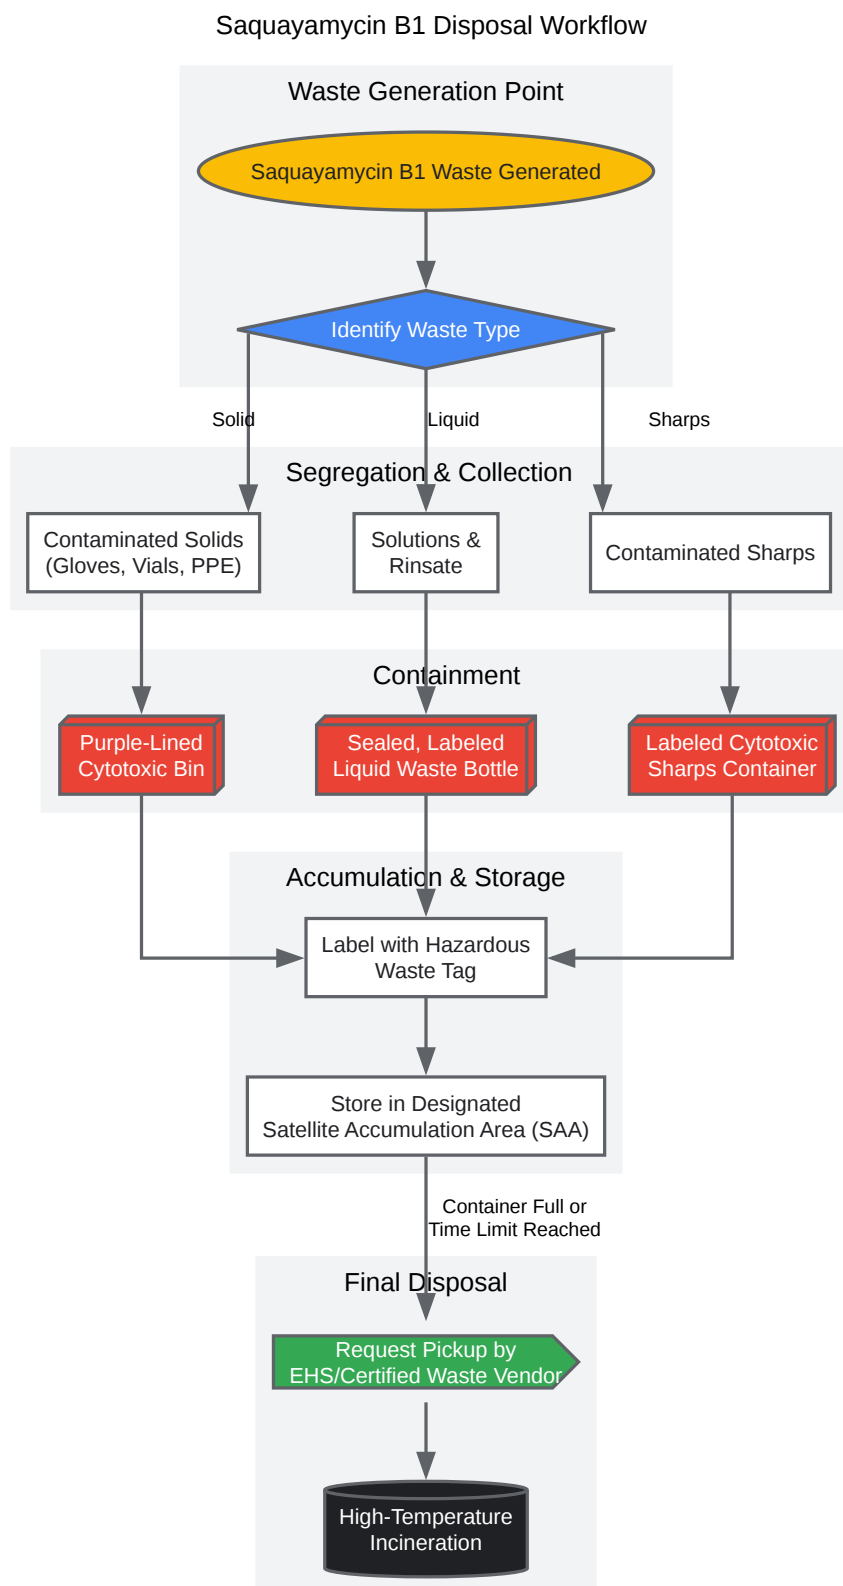 Saquayamycin B1 Disposal Workflow
Waste Generation Point
Saquayamycin B1 Waste Generated
Identify Waste Type
Solid
Liquid
Sharps
Segregation & Collection
Contaminated Solids
(Gloves, Vials, PPE)
Solutions &
Rinsate
Contaminated Sharps
Containment
Purple-Lined
Cytotoxic Bin
Sealed, Labeled
Liquid Waste Bottle
Labeled Cytotoxic
Sharps Container
Accumulation & Storage
Label with Hazardous
Waste Tag
Store in Designated
Satellite Accumulation Area (SAA)
Container Full or
Time Limit Reached
Final Disposal
Request Pickup by
EHS/Certified Waste Vendor
High-Temperature
Incineration